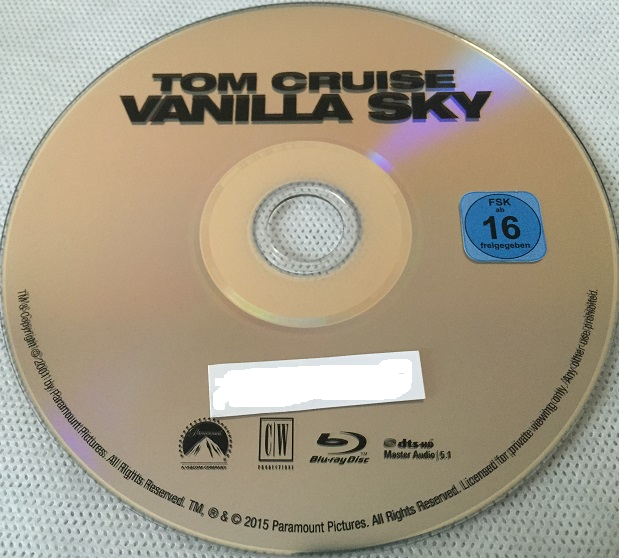 TOM CRUISE
VANILLA SKY
FSK
ab
16
freigegeben
Paramount
A VIACOM COMPANY
C/W
PRODUCTIONS
Blu-ray Disc™
dts-HD
Master Audio | 5.1
TM & Copyright © 2001 by Paramount Pictures. All Rights Reserved. TM, ® & © 2015 Paramount Pictures. All Rights Reserved. Licensed for private viewing only. Any other use prohibited.